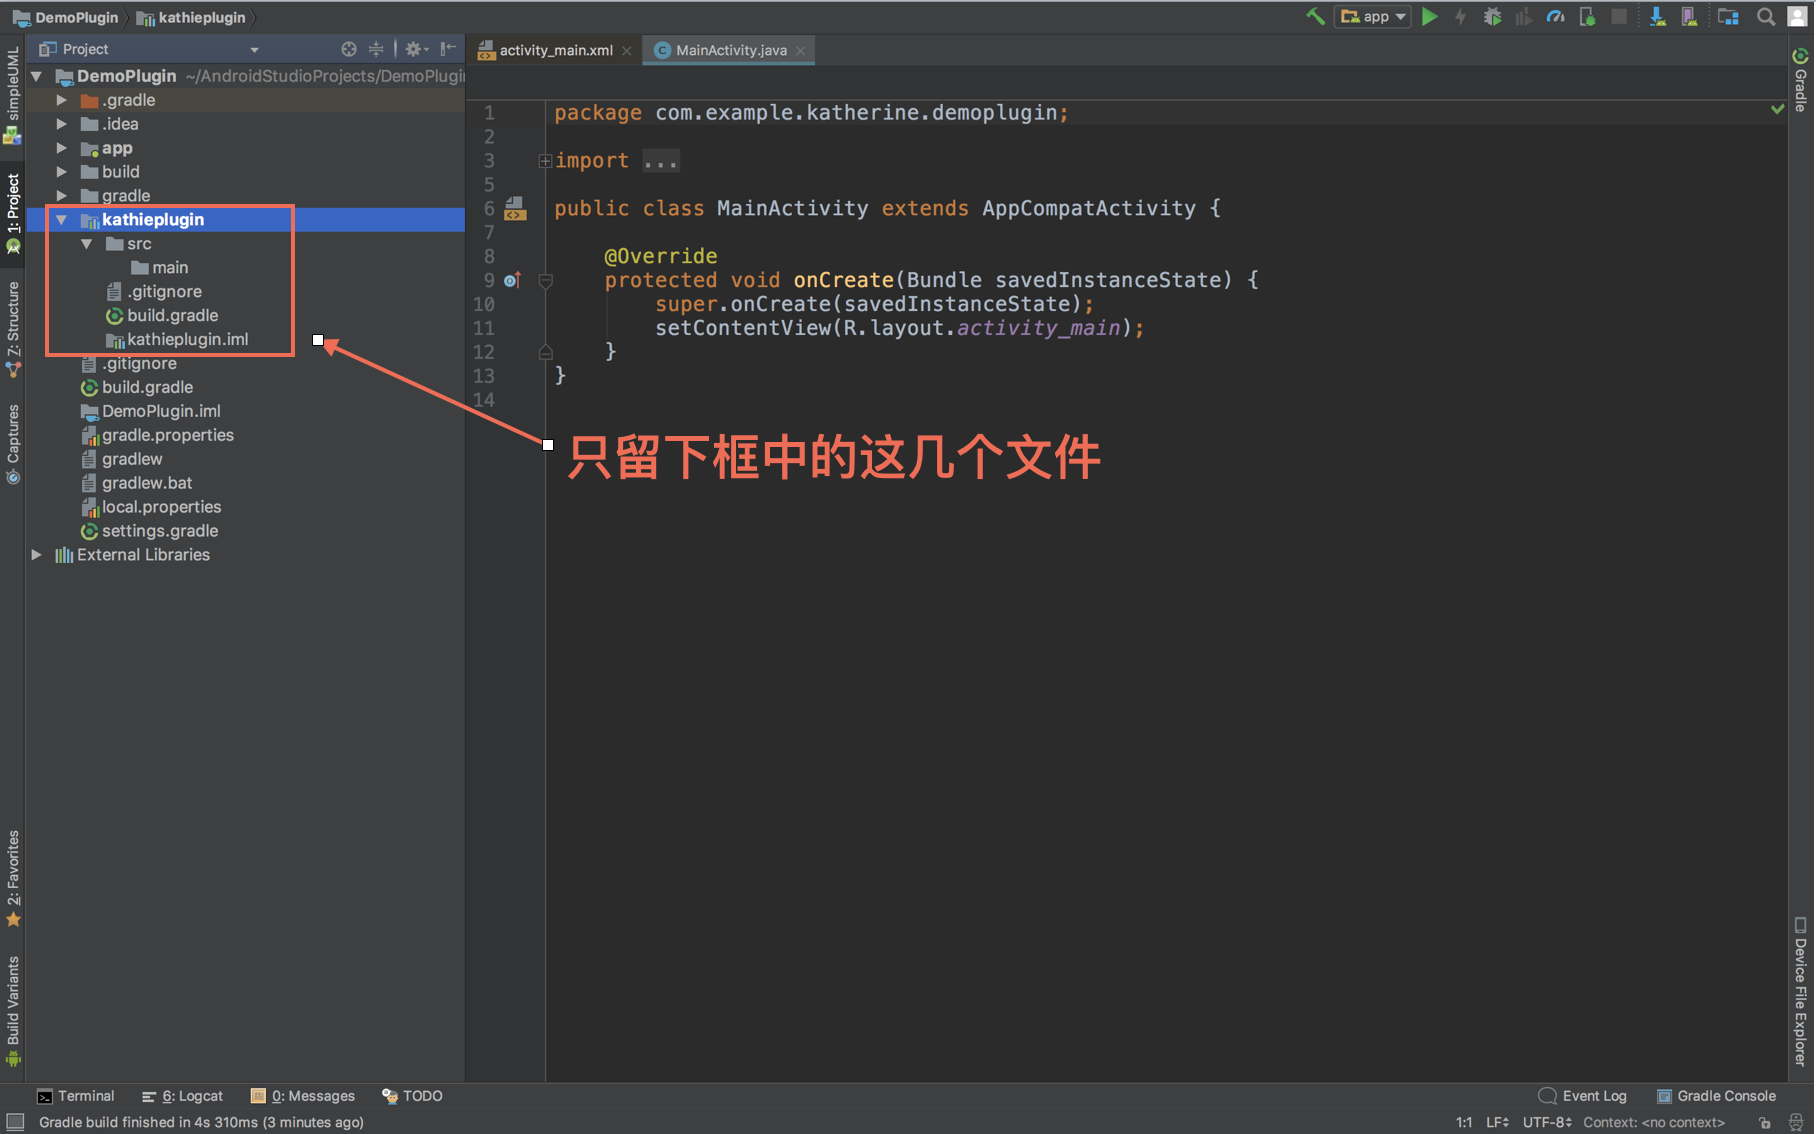 DemoPlugin kathieplugin app
Project
activity_main.xml MainActivity.java
simpleUML
1: Project
7: Structure
Captures
2: Favorites
Build Variants
DemoPlugin ~/AndroidStudioProjects/DemoPlugin
.gradle
.idea
app
build
gradle
kathieplugin
src
main
.gitignore
build.gradle
kathieplugin.iml
.gitignore
build.gradle
DemoPlugin.iml
gradle.properties
gradlew
gradlew.bat
local.properties
settings.gradle
External Libraries
1 package com.example.katherine.demoplugin;
2
3 import ...
5
6 public class MainActivity extends AppCompatActivity {
7
8 @Override
9 protected void onCreate(Bundle savedInstanceState) {
10 super.onCreate(savedInstanceState);
11 setContentView(R.layout.activity_main);
12 }
13 }
14
只留下框中的这几个文件
Gradle
Device File Explorer
Terminal 6: Logcat 0: Messages TODO Event Log Gradle Console
Gradle build finished in 4s 310ms (3 minutes ago) 1:1 LF UTF-8 Context: <no context>